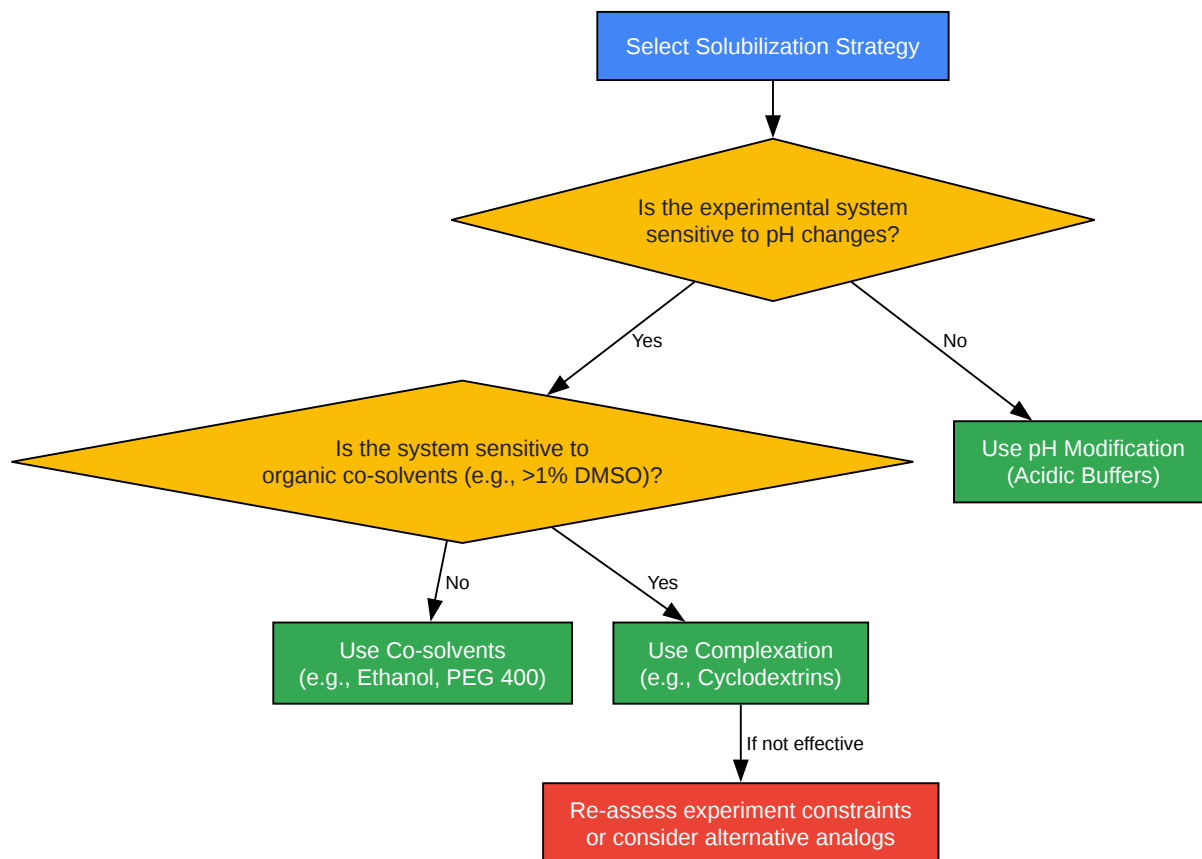 Select Solubilization Strategy
Is the experimental system
sensitive to pH changes?
Yes
No
Is the system sensitive to
organic co-solvents (e.g., >1% DMSO)?
Use pH Modification
(Acidic Buffers)
No
Yes
Use Co-solvents
(e.g., Ethanol, PEG 400)
Use Complexation
(e.g., Cyclodextrins)
If not effective
Re-assess experiment constraints
or consider alternative analogs